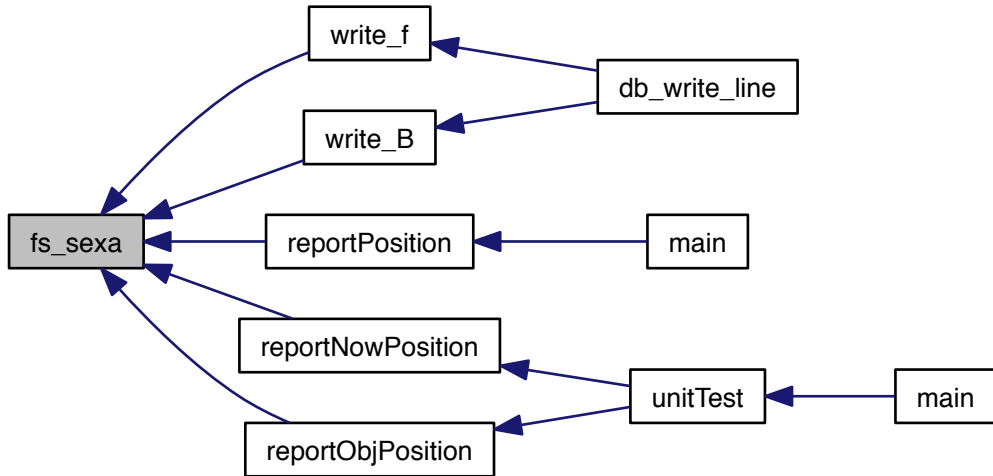 write_f
db_write_line
write_B
fs_sexa
reportPosition
main
reportNowPosition
unitTest
main
reportObjPosition